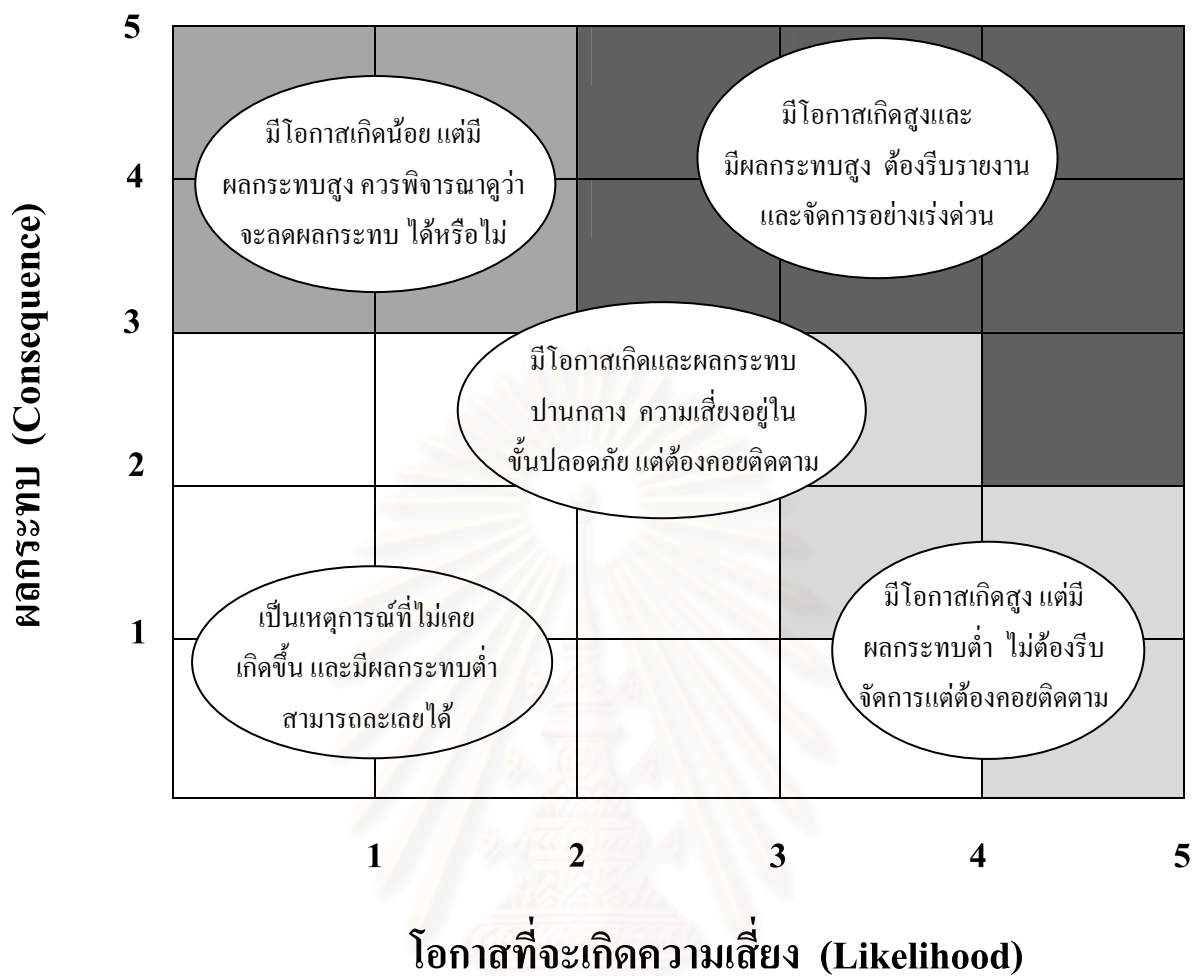 5
มีโอกาสเกิดน้อย แต่มี
ผลกระทบสูง ควรพิจารณาดูว่า
จะลดผลกระทบ ได้หรือไม่
มีโอกาสเกิดสูงและ
มีผลกระทบสูง ต้องรีบรายงาน
และจัดการอย่างเร่งด่วน
4
ผลกระทบ (Consequence)
3
มีโอกาสเกิดและผลกระทบ
ปานกลาง ความเสี่ยงอยู่ใน
ขั้นปลอดภัย แต่ต้องคอยติดตาม
2
เป็นเหตุการณ์ที่ไม่เคย
เกิดขึ้น และมีผลกระทบต่ำ
สามารถละเลยได้
มีโอกาสเกิดสูง แต่มี
ผลกระทบต่ำ ไม่ต้องรีบ
จัดการแต่ต้องคอยติดตาม
1
1 2 3 4 5
โอกาสที่จะเกิดความเสี่ยง (Likelihood)